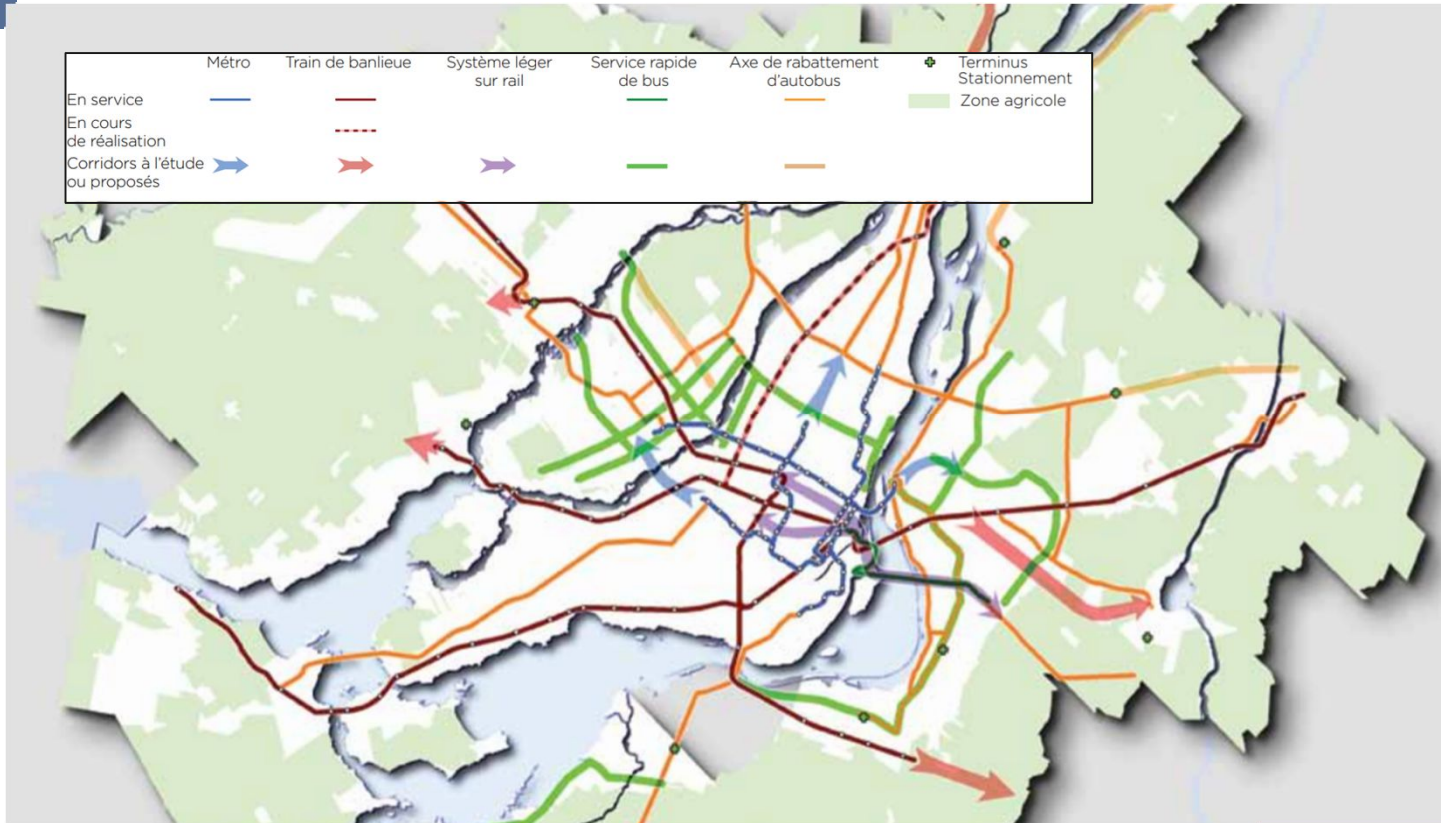 Métro Train de banlieue Système léger Service rapide Axe de rabattement Terminus
sur rail de bus d'autobus Stationnement
En service Zone agricole
En cours
de réalisation
Corridors à l'étude
ou proposés